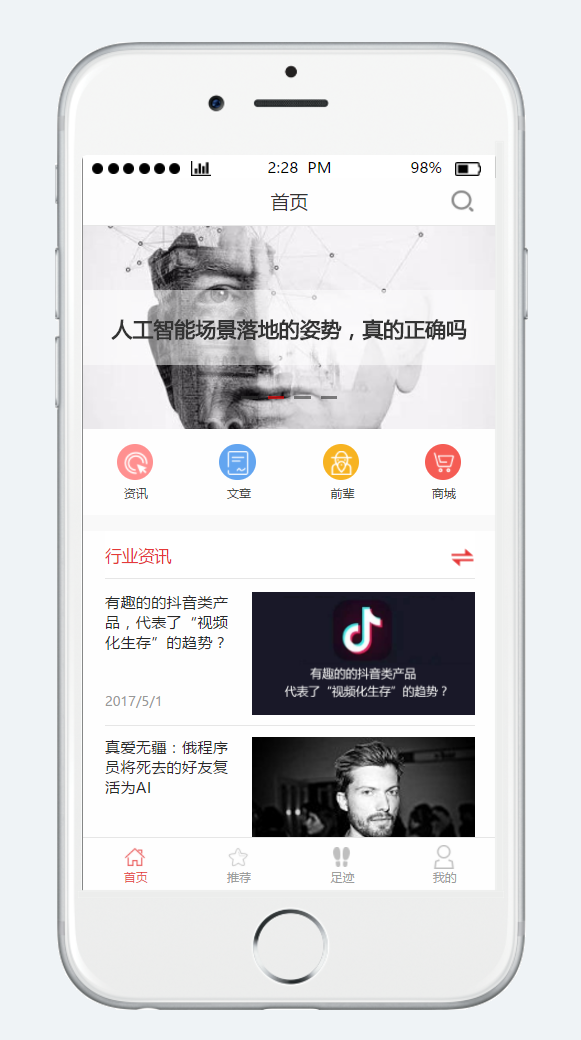 2:28 PM
98%
首页
人工智能场景落地的姿势，真的正确吗
资讯
文章
前辈
商城
行业资讯
有趣的的抖音类产
品，代表了“视频
化生存”的趋势？
2017/5/1
有趣的的抖音类产品
代表了“视频化生存”的趋势？
真爱无疆：俄程序
员将死去的好友复
活为AI
首页
推荐
足迹
我的